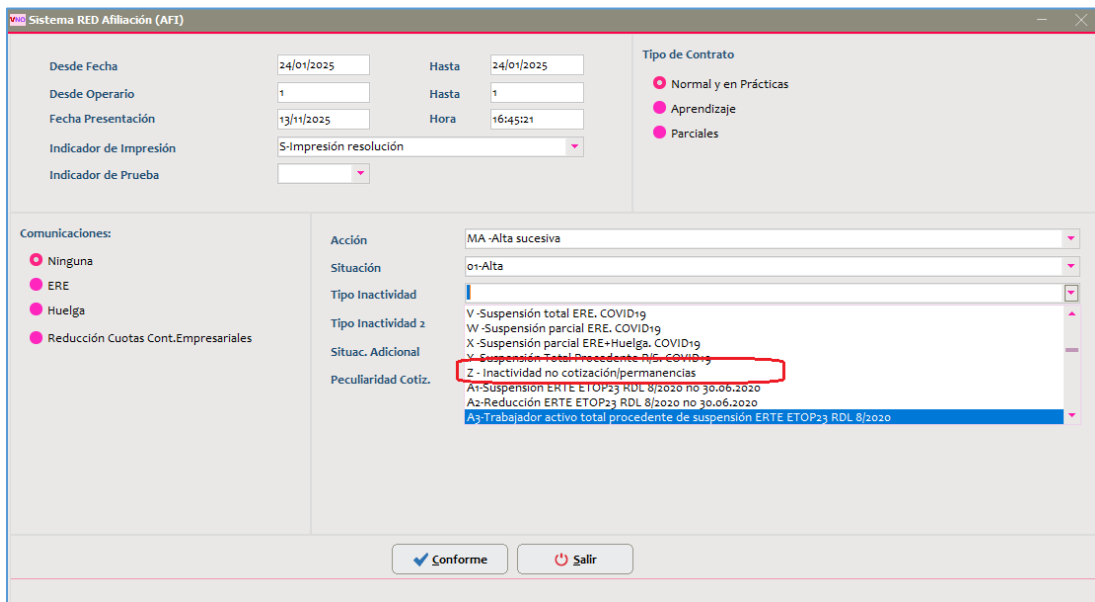 VNO Sistema RED Afiliación (AFI)
Desde Fecha 24/01/2025 Hasta 24/01/2025
Desde Operario 1 Hasta 1
Fecha Presentación 13/11/2025 Hora 16:45:21
Indicador de Impresión S-Impresión resolución
Indicador de Prueba
Tipo de Contrato
Normal y en Prácticas
Aprendizaje
Parciales
Comunicaciones:
Ninguna
ERE
Huelga
Reducción Cuotas Cont.Empresariales
Acción MA -Alta sucesiva
Situación 01-Alta
Tipo Inactividad
Tipo Inactividad 2
Situac. Adicional
Peculiaridad Cotiz.
V -Suspensión total ERE. COVID19
W -Suspensión parcial ERE. COVID19
X -Suspensión parcial ERE+Huelga. COVID19
Y -Suspensión Total Procedente P/S. COVID19
Z - Inactividad no cotización/permanencias
A1-Suspensión ERTE ETOP23 RDL 8/2020 no 30.06.2020
A2-Reducción ERTE ETOP23 RDL 8/2020 no 30.06.2020
A3-Trabajador activo total procedente de suspensión ERTE ETOP23 RDL 8/2020
Conforme
Salir